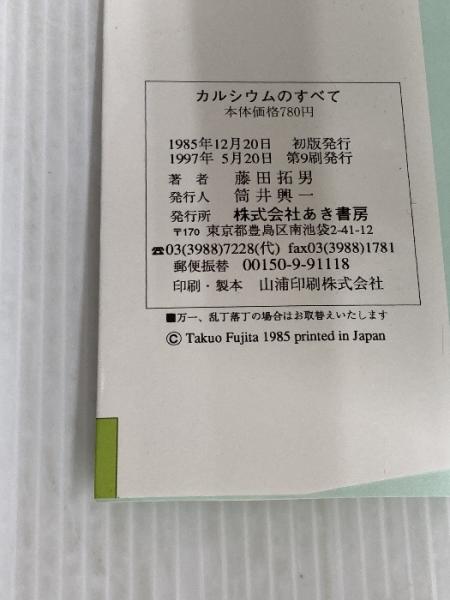 カルシウムのすべて
本体価格780円
1985年12月20日 初版発行
1997年 5月20日 第9刷発行
著者 藤田拓男
発行人 筒井興一
発行所 株式会社あき書房
〒170 東京都豊島区南池袋2-41-12
☎03(3988)7228(代) fax03(3988)1781
郵便振替 00150-9-91118
印刷・製本 山浦印刷株式会社
■万一、乱丁落丁の場合はお取替えいたします
Ⓒ Takuo Fujita 1985 printed in Japan